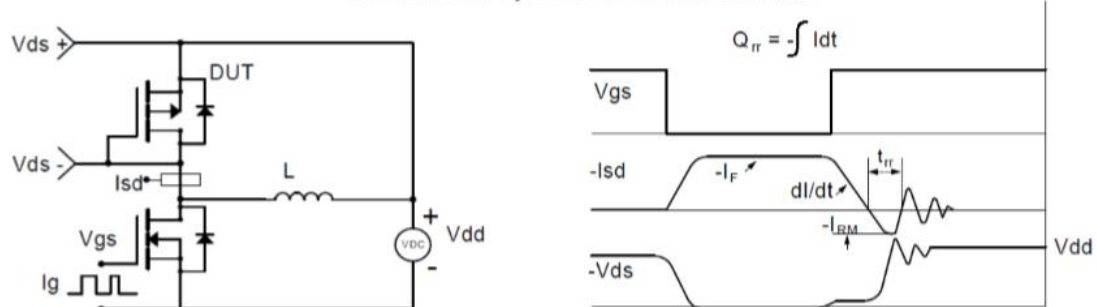 Vds +
DUT
Vds -
Isd
L
Vgs
Ig
+
VDC
Vdd
-
Qrr = -∫ Idt
Vgs
-Isd
-IF
dI/dt
trr
-IRM
Vdd
-Vds